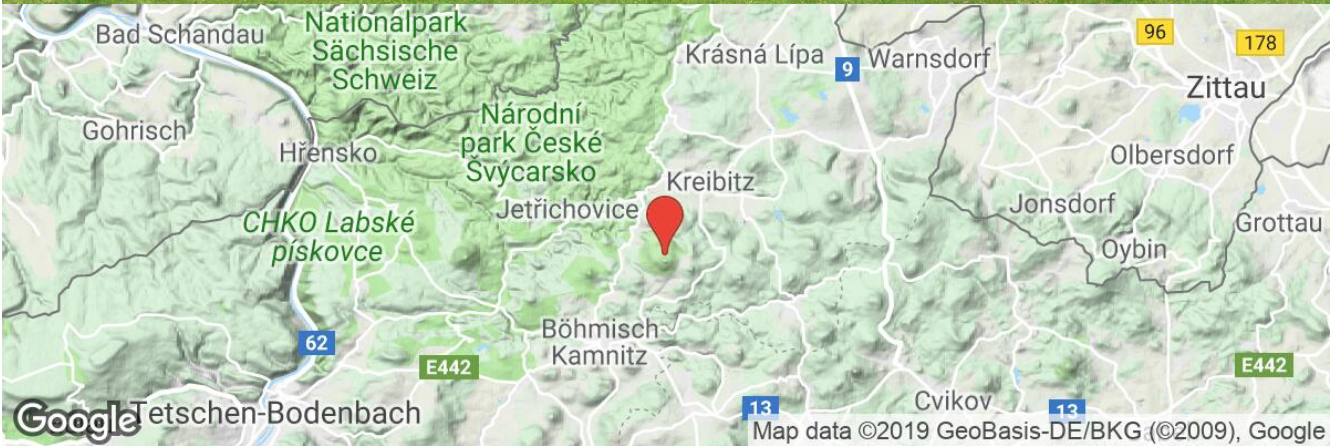 Bad Schandau
Nationalpark
Sächsische
Schweiz
Krásná Lípa
9
Warnsdorf
96
178
Zittau
Gohrisch
Hřensko
Národní
park České
Švýcarsko
Olbersdorf
Kreibitz
Jetřichovice
Jonsdorf
Grottau
CHKO Labské
pískovce
Oybin
62
Böhmisch
Kamnitz
E442
E442
Google
Tetschen-Bodenbach
13
Cvikov
13
Map data ©2019 GeoBasis-DE/BKG (©2009), Google